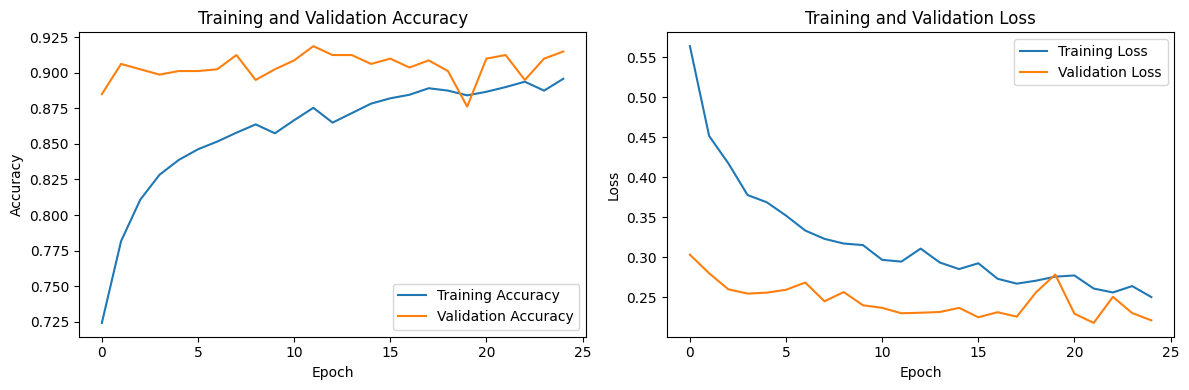 Training and Validation Accuracy
0.925
0.900
0.875
0.850
0.825
0.800
0.775
0.750
0.725
Accuracy
0
5
10
15
20
25
Epoch
Training Accuracy
Validation Accuracy
Training and Validation Loss
0.55
0.50
0.45
0.40
0.35
0.30
0.25
Loss
0
5
10
15
20
25
Epoch
Training Loss
Validation Loss